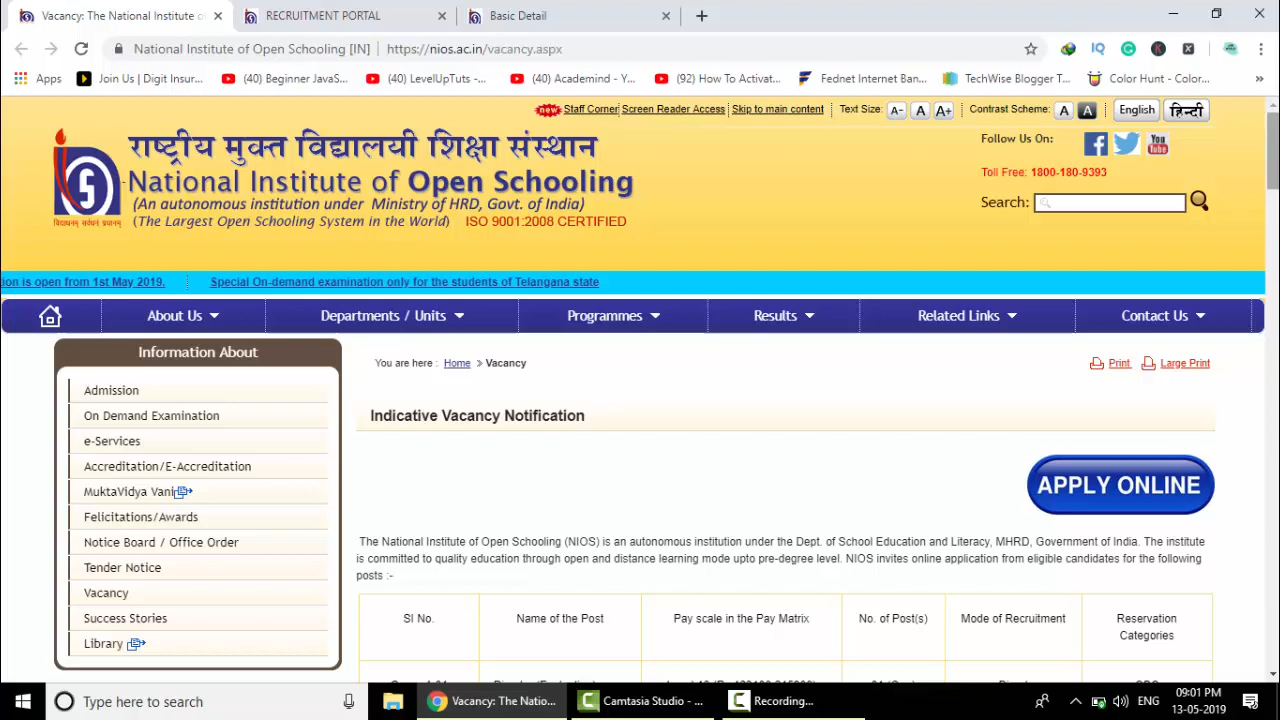 Vacancy: The National Institute of
RECRUITMENT PORTAL
Basic Detail
National Institute of Open Schooling [IN] | https://nios.ac.in/vacancy.aspx
Apps
Join Us | Digit Insur...
(40) Beginner JavaS...
(40) LevelUpTuts -...
(40) Academind - Y...
(92) How To Activat...
Fednet Internet Ban...
TechWise Blogger T...
Color Hunt - Color...
new Staff Corner Screen Reader Access Skip to main content Text Size: A- A A+ Contrast Scheme: A A English हिन्दी
राष्ट्रीय मुक्त विद्यालयी शिक्षा संस्थान
National Institute of Open Schooling
(An autonomous institution under Ministry of HRD, Govt. of India)
(The Largest Open Schooling System in the World) ISO 9001:2008 CERTIFIED
Follow Us On: You Tube
Toll Free: 1800-180-9393
Search:
ion is open from 1st May 2019. Special On-demand examination only for the students of Telangana state
About Us Departments / Units Programmes Results Related Links Contact Us
Information About
Admission
On Demand Examination
e-Services
Accreditation/E-Accreditation
MuktaVidya Vani
Felicitations/Awards
Notice Board / Office Order
Tender Notice
Vacancy
Success Stories
Library
You are here : Home Vacancy
Print Large Print
Indicative Vacancy Notification
APPLY ONLINE
The National Institute of Open Schooling (NIOS) is an autonomous institution under the Dept. of School Education and Literacy, MHRD, Government of India. The institute
is committed to quality education through open and distance learning mode upto pre-degree level. NIOS invites online application from eligible candidates for the following
posts :-
Sl No. Name of the Post Pay scale in the Pay Matrix No. of Post(s) Mode of Recruitment Reservation
Categories
Type here to search
Vacancy: The Natio...
Camtasia Studio - ...
Recording...
ENG
09:01 PM
13-05-2019